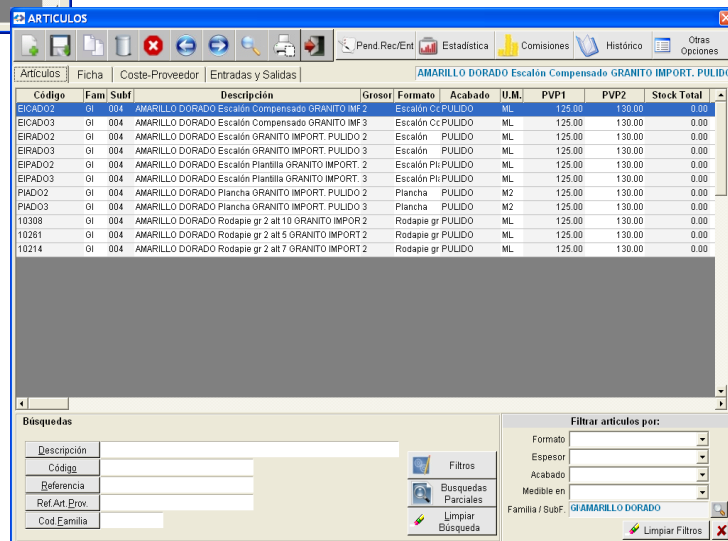 ARTICULOS
Pend.Rec/Ent Estadística Comisiones Histórico Otras Opciones
Artículos Ficha Coste-Proveedor Entradas y Salidas AMARILLO DORADO Escalón Compensado GRANITO IMPORT. PULIDO
Código Fam Subf Descripción Grosor Formato Acabado U.M. PVP1 PVP2 Stock Total
EICADO2 GI 004 AMARILLO DORADO Escalón Compensado GRANITO IMF 2 Escalón Cc PULIDO ML 125.00 130.00 0.00
EICADO3 GI 004 AMARILLO DORADO Escalón Compensado GRANITO IMF 3 Escalón Cc PULIDO ML 125.00 130.00 0.00
EIRADO2 GI 004 AMARILLO DORADO Escalón GRANITO IMPORT. PULIDO 2 Escalón PULIDO ML 125.00 130.00 0.00
EIRADO3 GI 004 AMARILLO DORADO Escalón GRANITO IMPORT. PULIDO 3 Escalón PULIDO ML 125.00 130.00 0.00
EIPADO2 GI 004 AMARILLO DORADO Escalón Plantilla GRANITO IMPORT. 2 Escalón Pl PULIDO ML 125.00 130.00 0.00
EIPADO3 GI 004 AMARILLO DORADO Escalón Plantilla GRANITO IMPORT. 3 Escalón Pl PULIDO ML 125.00 130.00 0.00
PIADO2 GI 004 AMARILLO DORADO Plancha GRANITO IMPORT. PULIDO 2 Plancha PULIDO M2 125.00 130.00 0.00
PIADO3 GI 004 AMARILLO DORADO Plancha GRANITO IMPORT. PULIDO 3 Plancha PULIDO M2 125.00 130.00 0.00
10308 GI 004 AMARILLO DORADO Rodapie gr 2 alt 10 GRANITO IMPOR 2 Rodapie gr PULIDO ML 125.00 130.00 0.00
10261 GI 004 AMARILLO DORADO Rodapie gr 2 alt 5 GRANITO IMPORT 2 Rodapie gr PULIDO ML 125.00 130.00 0.00
10214 GI 004 AMARILLO DORADO Rodapie gr 2 alt 7 GRANITO IMPORT 2 Rodapie gr PULIDO ML 125.00 130.00 0.00
Búsquedas
Descripción
Código
Referencia
Ref.Art.Prov.
Cod.Familia
Filtros
Busquedas Parciales
Limpiar Búsqueda
Filtrar articulos por:
Formato
Espesor
Acabado
Medible en
Familia / SubF. GI\AMARILLO DORADO
Limpiar Filtros